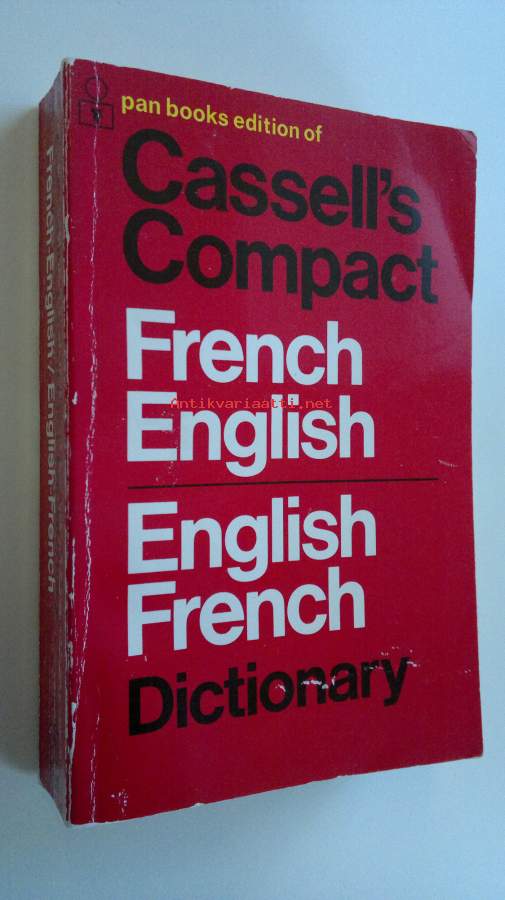 pan books edition of
Cassell's
Compact
French
Antikvariaatti.net
English
English
French
Dictionary
French-English/English-French